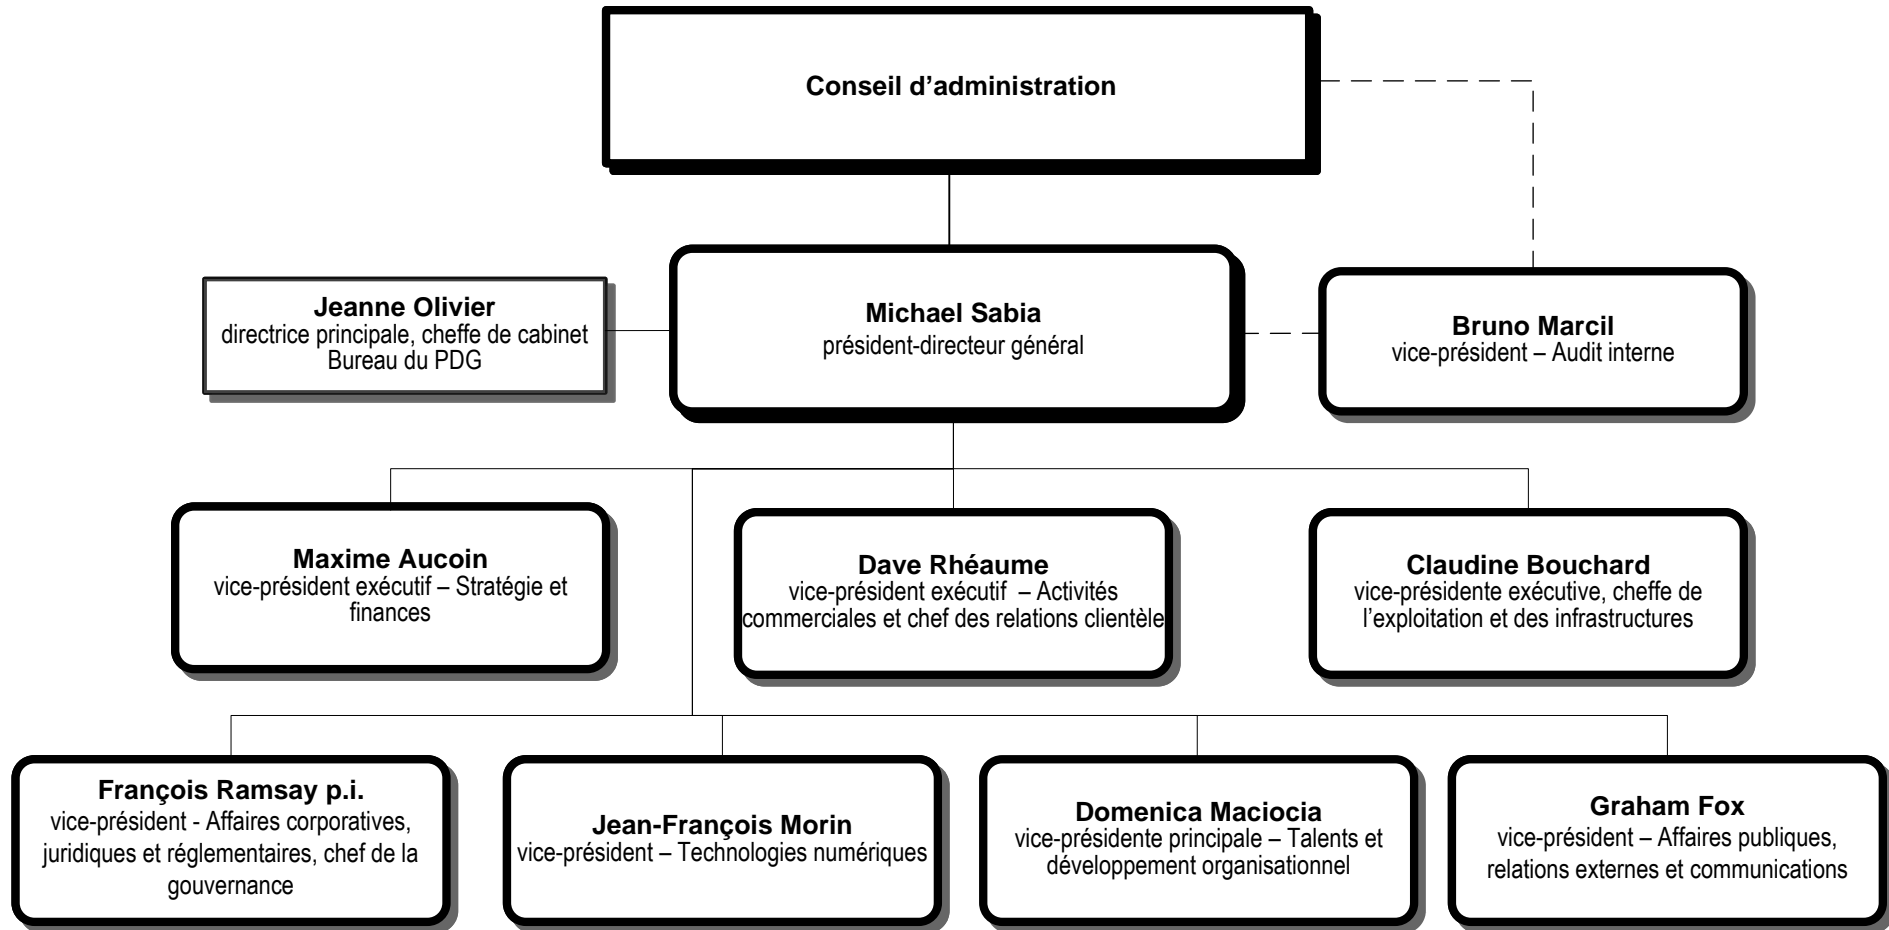 Conseil d’administration
Jeanne Olivier
directrice principale, cheffe de cabinet
Bureau du PDG
Michael Sabia
président-directeur général
Bruno Marcil
vice-président – Audit interne
Maxime Aucoin
vice-président exécutif – Stratégie et
finances
Dave Rhéaume
vice-président exécutif – Activités
commerciales et chef des relations clientèle
Claudine Bouchard
vice-présidente exécutive, cheffe de
l’exploitation et des infrastructures
François Ramsay p.i.
vice-président - Affaires corporatives,
juridiques et réglementaires, chef de la
gouvernance
Jean-François Morin
vice-président – Technologies numériques
Domenica Maciocia
vice-présidente principale – Talents et
développement organisationnel
Graham Fox
vice-président – Affaires publiques,
relations externes et communications